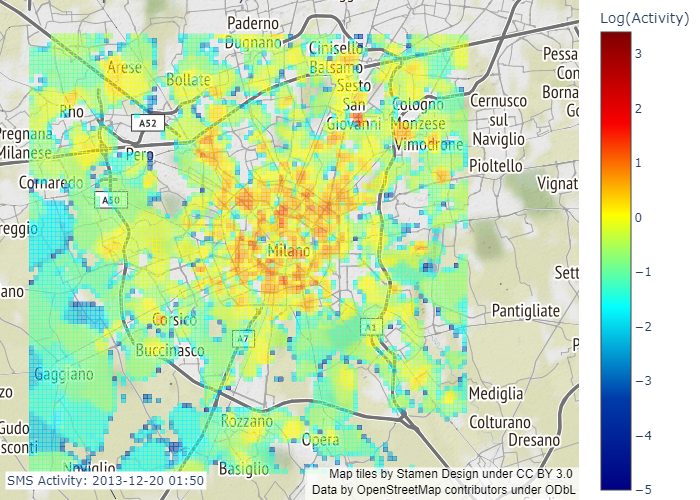 Log(Activity)
Paderno
Dugnano
Cinisello
Balsamo
Sesto
San
Giovanni
Arese
Bollate
Rho
A52
Pero
Pregnana
Milanese
Cornaredo
A50
reggio
ano
Cologno
Monzese
Vimodrone
Cernusco
sul
Naviglio
Pioltello
Pessa
Con
Borna
Go
Vignat
Milano
Sett
Pantigliate
P
Corsico
A7
A1
Buccinasco
Gaggiano
zo
Gudo
sconti
Rozzano
Opera
Mediglia
Colturano
Dresano
Noviglio
Basiglio
3
2
1
0
−1
−2
−3
−4
−5
SMS Activity: 2013-12-20 01:50
Map tiles by Stamen Design under CC BY 3.0
Data by OpenStreetMap contributors under ODbL